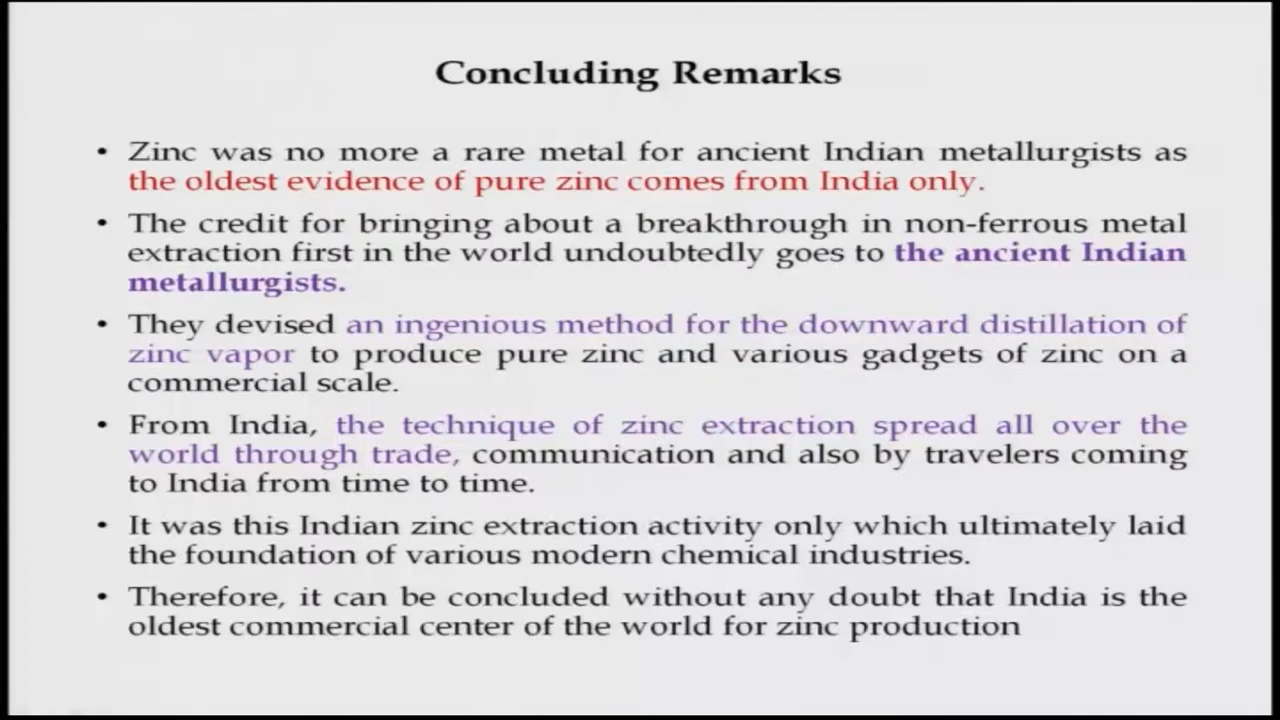 Concluding Remarks
• Zinc was no more a rare metal for ancient Indian metallurgists as
the oldest evidence of pure zinc comes from India only.
• The credit for bringing about a breakthrough in non-ferrous metal
extraction first in the world undoubtedly goes to the ancient Indian
metallurgists.
• They devised an ingenious method for the downward distillation of
zinc vapor to produce pure zinc and various gadgets of zinc on a
commercial scale.
• From India, the technique of zinc extraction spread all over the
world through trade, communication and also by travelers coming
to India from time to time.
• It was this Indian zinc extraction activity only which ultimately laid
the foundation of various modern chemical industries.
• Therefore, it can be concluded without any doubt that India is the
oldest commercial center of the world for zinc production